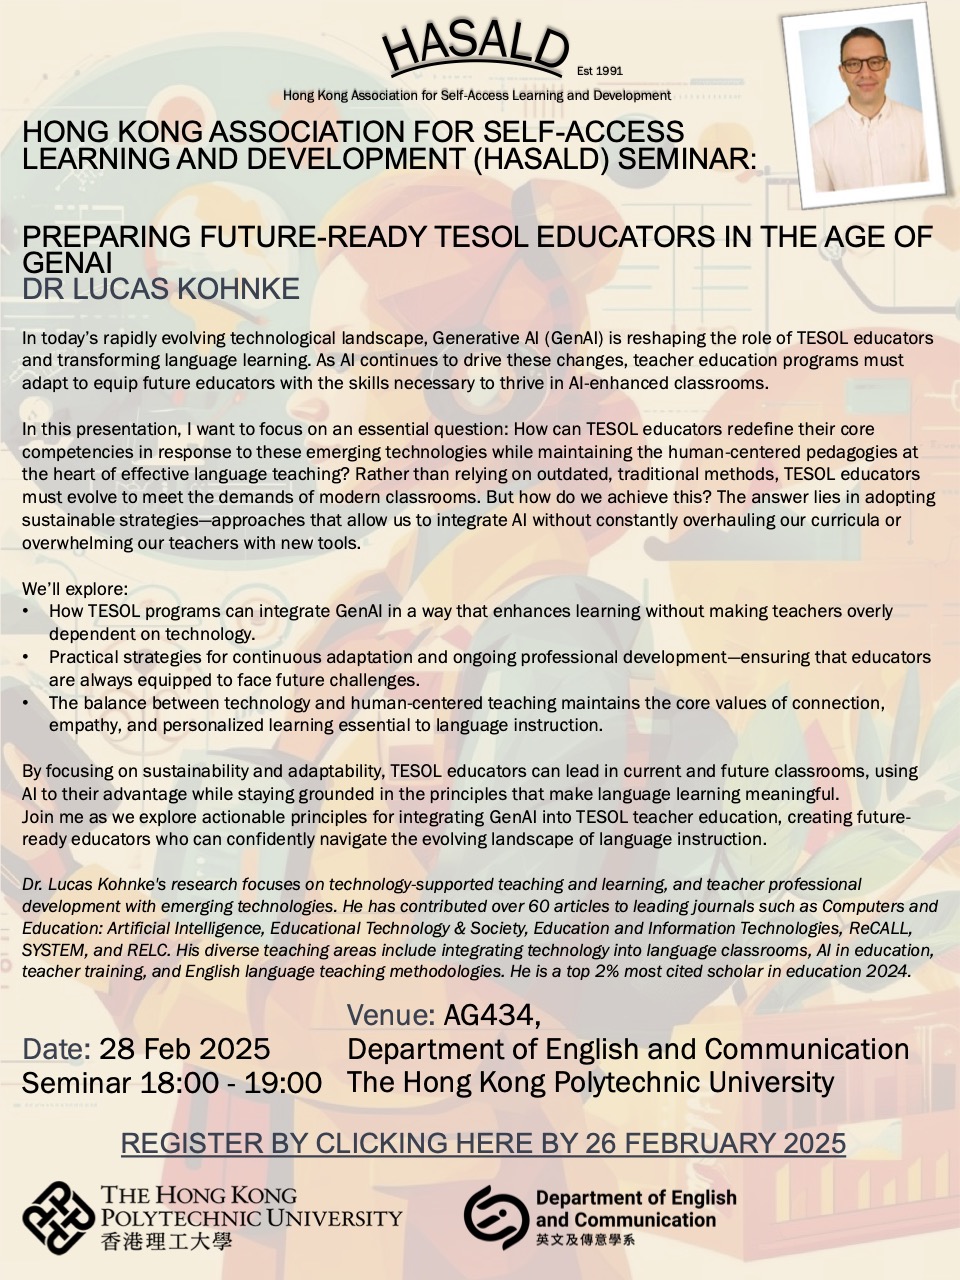 HASALD
Est 1991
Hong Kong Association for Self-Access Learning and Development
HONG KONG ASSOCIATION FOR SELF-ACCESS
LEARNING AND DEVELOPMENT (HASALD) SEMINAR:
PREPARING FUTURE-READY TESOL EDUCATORS IN THE AGE OF
GENAI
DR LUCAS KOHNKE
In today’s rapidly evolving technological landscape, Generative AI (GenAI) is reshaping the role of TESOL educators
and transforming language learning. As AI continues to drive these changes, teacher education programs must
adapt to equip future educators with the skills necessary to thrive in AI-enhanced classrooms.
In this presentation, I want to focus on an essential question: How can TESOL educators redefine their core
competencies in response to these emerging technologies while maintaining the human-centered pedagogies at
the heart of effective language teaching? Rather than relying on outdated, traditional methods, TESOL educators
must evolve to meet the demands of modern classrooms. But how do we achieve this? The answer lies in adopting
sustainable strategies—approaches that allow us to integrate AI without constantly overhauling our curricula or
overwhelming our teachers with new tools.
We’ll explore:
• How TESOL programs can integrate GenAI in a way that enhances learning without making teachers overly
dependent on technology.
• Practical strategies for continuous adaptation and ongoing professional development—ensuring that educators
are always equipped to face future challenges.
• The balance between technology and human-centered teaching maintains the core values of connection,
empathy, and personalized learning essential to language instruction.
By focusing on sustainability and adaptability, TESOL educators can lead in current and future classrooms, using
AI to their advantage while staying grounded in the principles that make language learning meaningful.
Join me as we explore actionable principles for integrating GenAI into TESOL teacher education, creating future-
ready educators who can confidently navigate the evolving landscape of language instruction.
Dr. Lucas Kohnke's research focuses on technology-supported teaching and learning, and teacher professional
development with emerging technologies. He has contributed over 60 articles to leading journals such as Computers and
Education: Artificial Intelligence, Educational Technology & Society, Education and Information Technologies, ReCALL,
SYSTEM, and RELC. His diverse teaching areas include integrating technology into language classrooms, AI in education,
teacher training, and English language teaching methodologies. He is a top 2% most cited scholar in education 2024.
Date: 28 Feb 2025
Seminar 18:00 - 19:00
Venue: AG434,
Department of English and Communication
The Hong Kong Polytechnic University
REGISTER BY CLICKING HERE BY 26 FEBRUARY 2025
THE HONG KONG
POLYTECHNIC UNIVERSITY
香港理工大學
Department of English
and Communication
英文及傳意學系